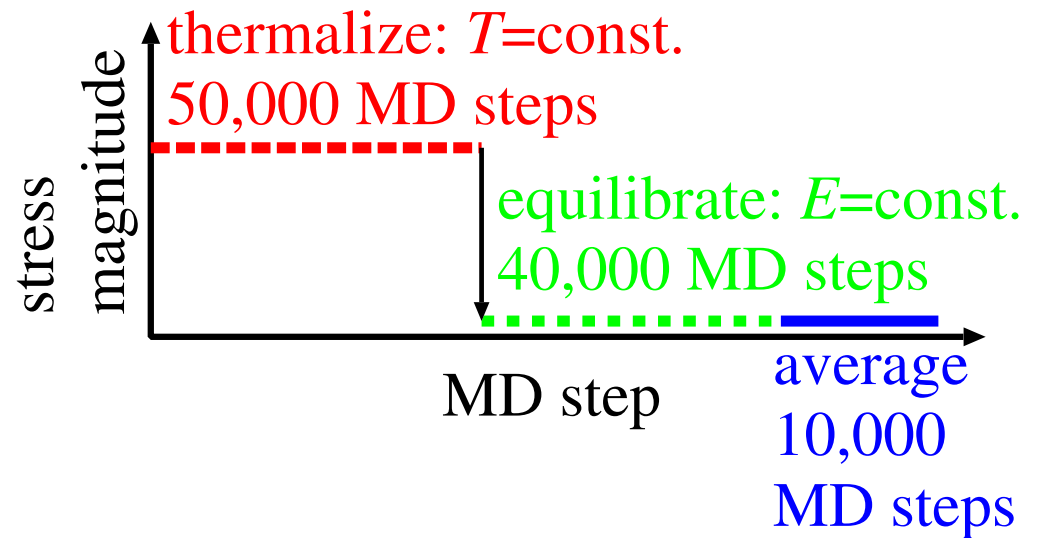 thermalize: T=const.
50,000 MD steps
stress
magnitude
equilibrate: E=const.
40,000 MD steps
MD step
average
10,000
MD steps